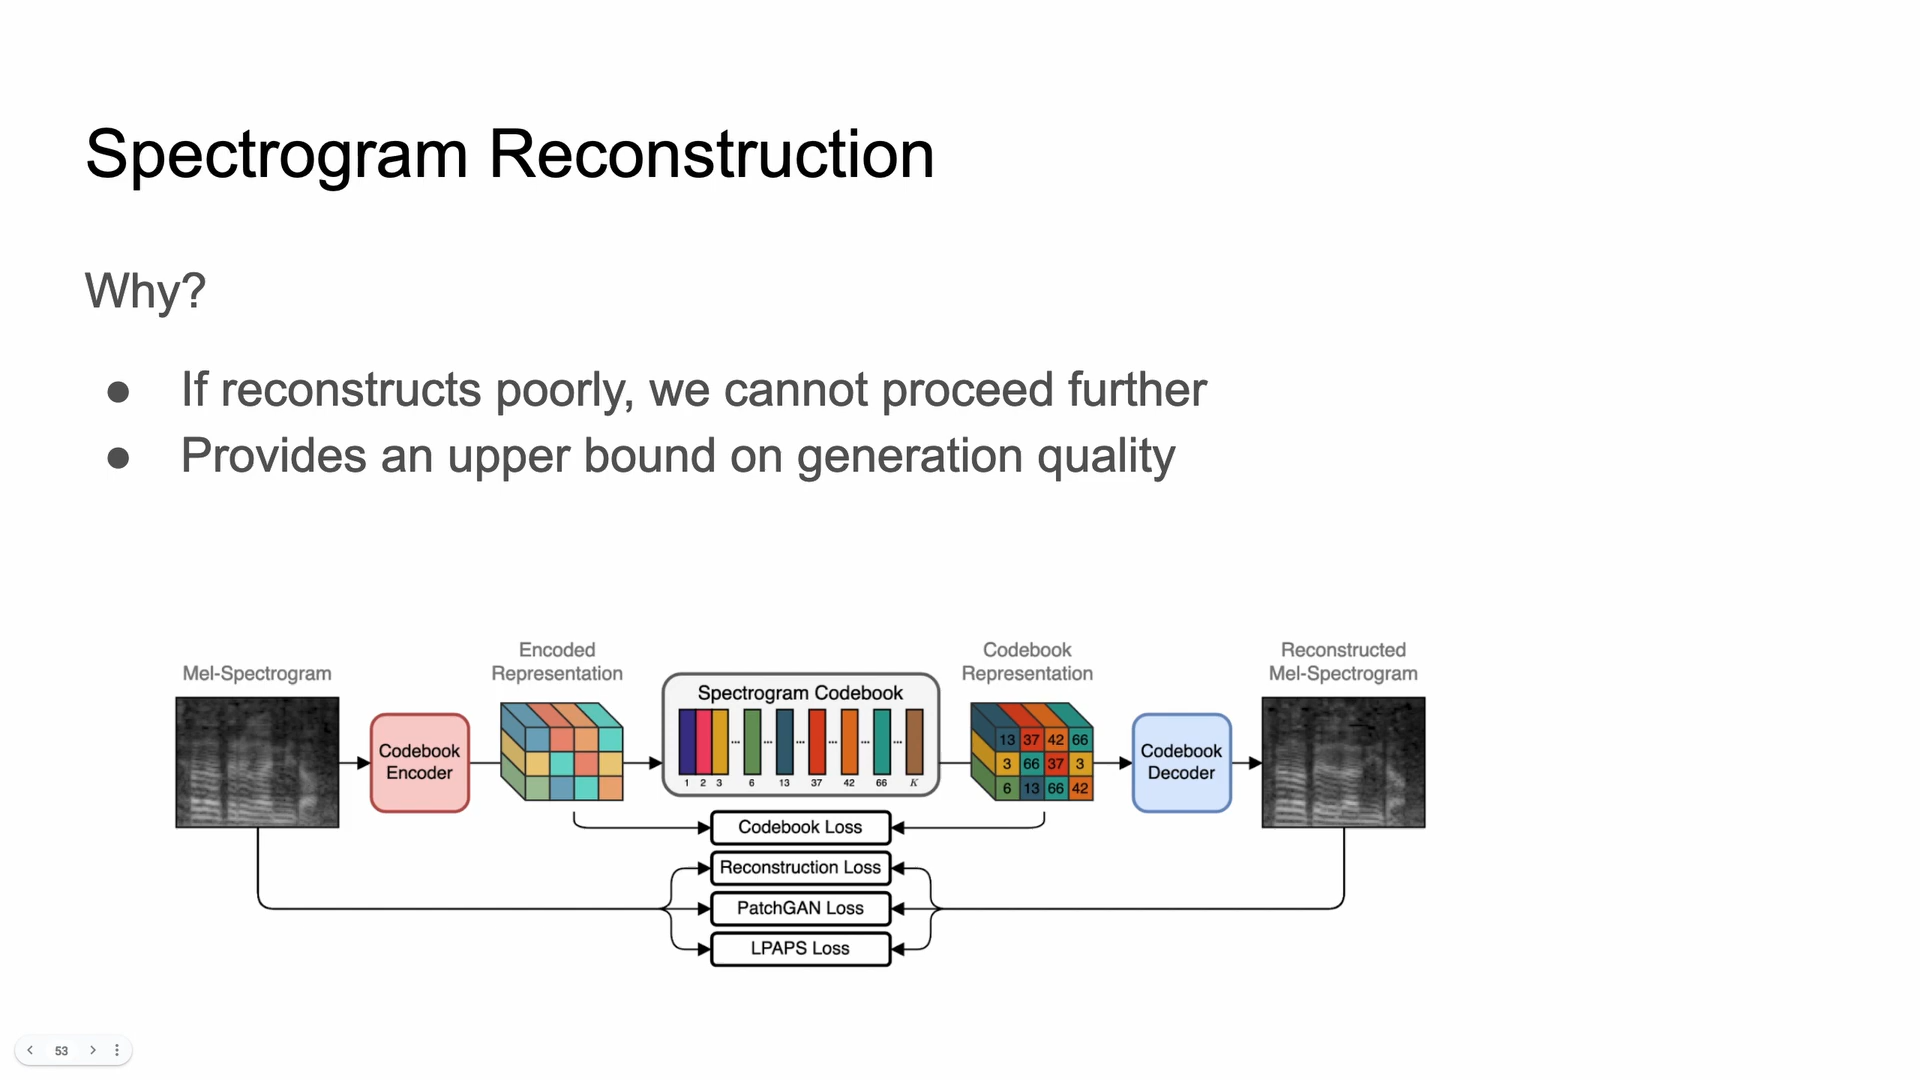 Spectrogram Reconstruction
Why?
● If reconstructs poorly, we cannot proceed further
● Provides an upper bound on generation quality
Mel-Spectrogram
Codebook
Encoder
Encoded
Representation
Spectrogram Codebook
... ... ... ... ... ...
1 2 3 6 13 37 42 66 K
Codebook
Representation
13 37 42 66
3 66 37 3
6 13 66 42
Codebook
Decoder
Reconstructed
Mel-Spectrogram
Codebook Loss
Reconstruction Loss
PatchGAN Loss
LPAPS Loss
53